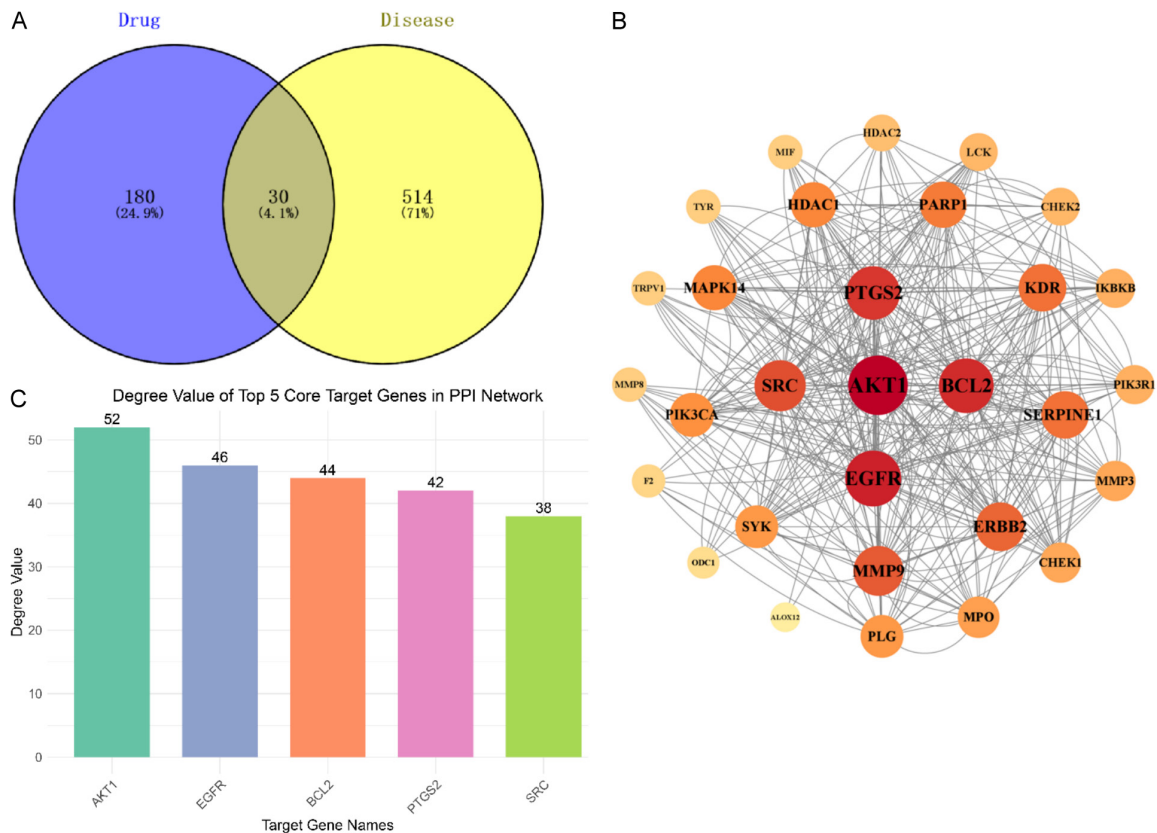 A
Drug
Disease
180
(24.9%)
30
(4.1%)
514
(71%)
B
HDAC2
MIF
LCK
TYR
HDAC1
PARP1
CHEK2
TRPV1
MAPK14
PTGS2
KDR
IKBKB
MMP8
PIK3CA
SRC
AKT1
BCL2
SERPINE1
PIK3R1
F2
SYK
EGFR
ERBB2
MMP3
ODC1
MMP9
CHEK1
ALOX12
PLG
MPO
C
Degree Value of Top 5 Core Target Genes in PPI Network
Degree Value
50
40
30
20
10
0
52
46
44
42
38
AKT1
EGFR
BCL2
PTGS2
SRC
Target Gene Names